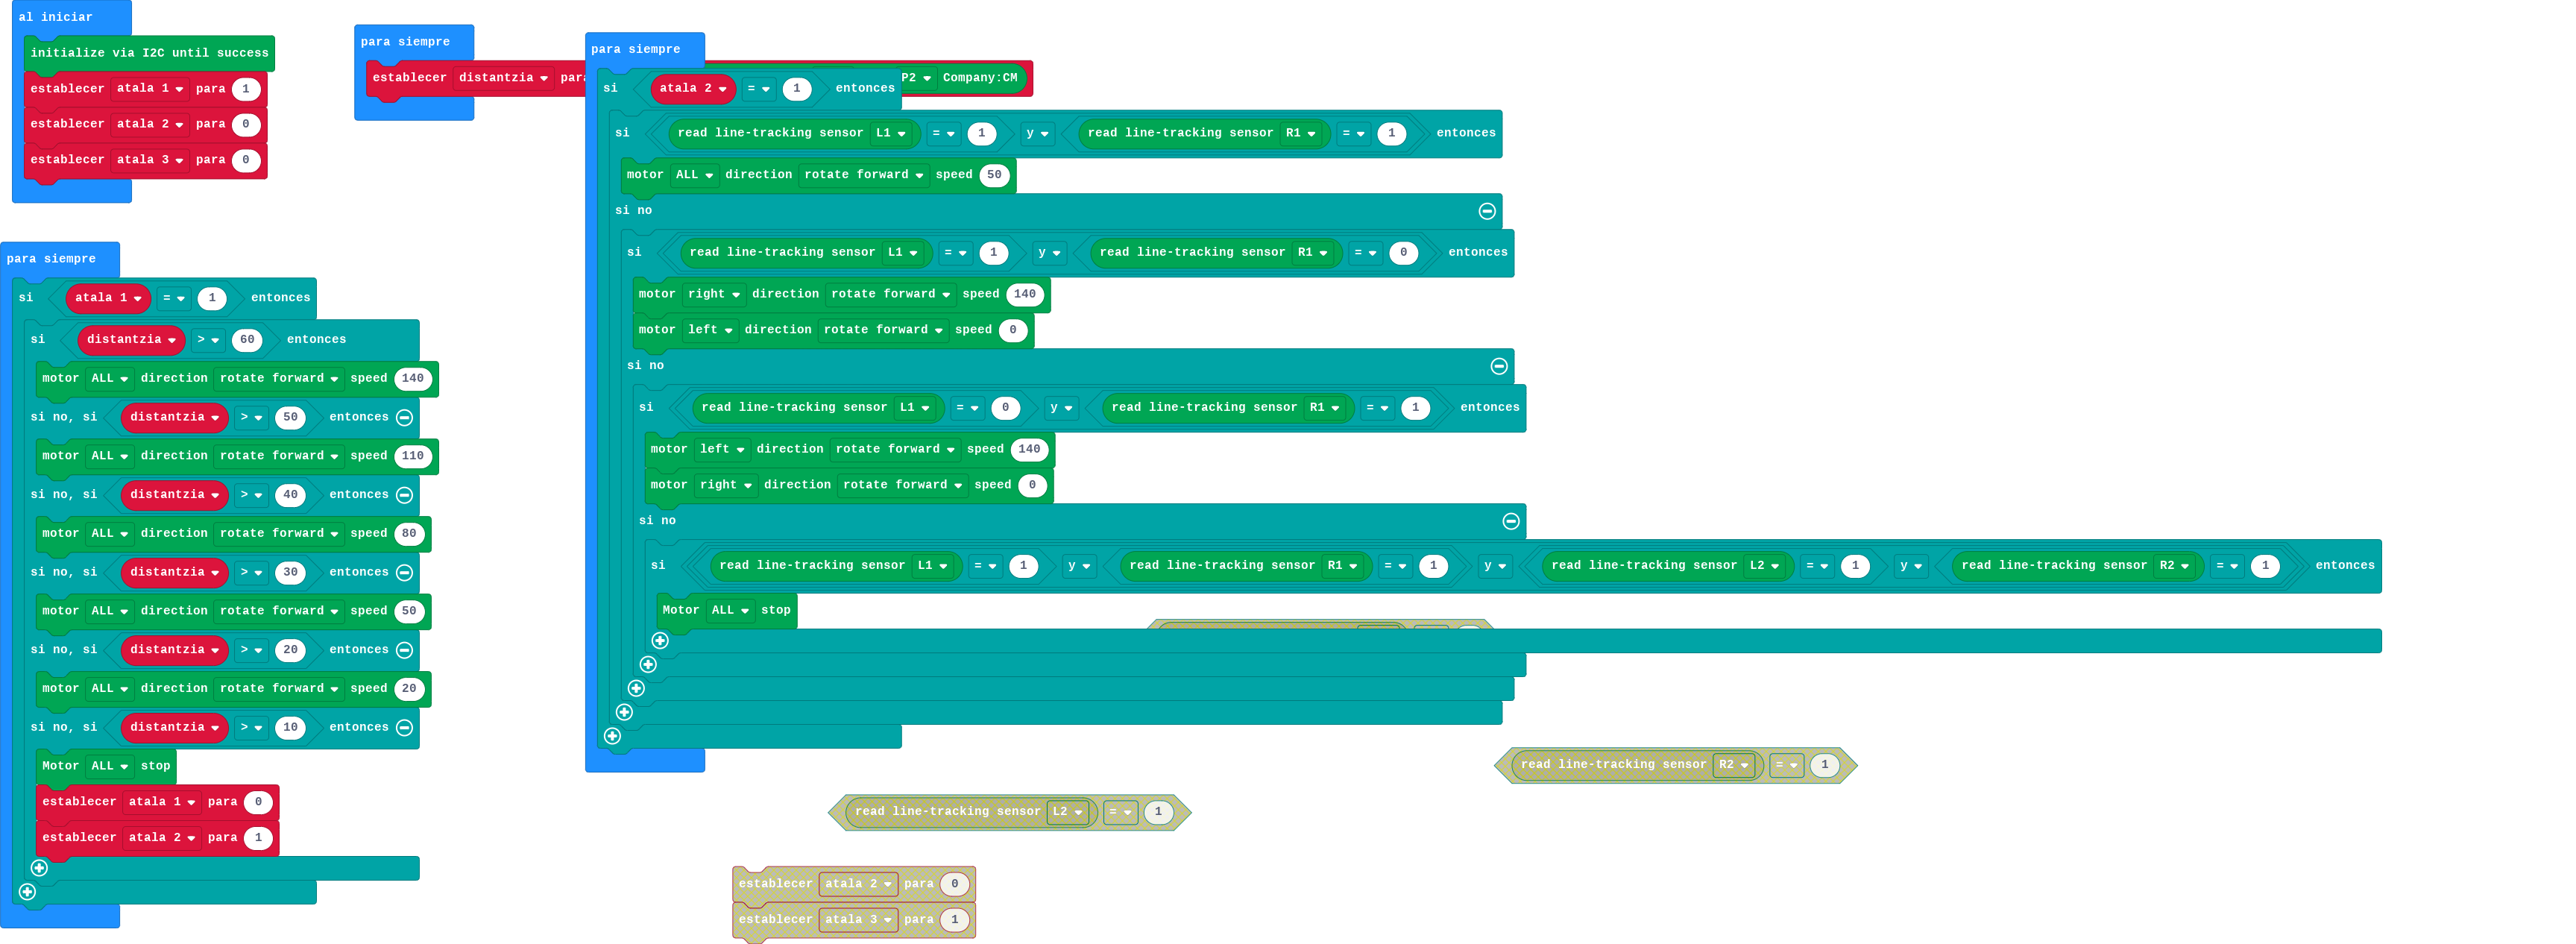 al iniciar
initialize via I2C until success
establecer atala 1 para 1
establecer atala 2 para 0
establecer atala 3 para 0
para siempre
establecer distantzia para P2 Company:CM
para siempre
si atala 1 = 1 entonces
si distantzia > 60 entonces
motor ALL direction rotate forward speed 140
si no, si distantzia > 50 entonces
motor ALL direction rotate forward speed 110
si no, si distantzia > 40 entonces
motor ALL direction rotate forward speed 80
si no, si distantzia > 30 entonces
motor ALL direction rotate forward speed 50
si no, si distantzia > 20 entonces
motor ALL direction rotate forward speed 20
si no, si distantzia > 10 entonces
Motor ALL stop
establecer atala 1 para 0
establecer atala 2 para 1
para siempre
si atala 2 = 1 entonces
si read line-tracking sensor L1 = 1 y read line-tracking sensor R1 = 1 entonces
motor ALL direction rotate forward speed 50
si no
si read line-tracking sensor L1 = 1 y read line-tracking sensor R1 = 0 entonces
motor right direction rotate forward speed 140
motor left direction rotate forward speed 0
si no
si read line-tracking sensor L1 = 0 y read line-tracking sensor R1 = 1 entonces
motor left direction rotate forward speed 140
motor right direction rotate forward speed 0
si no
si read line-tracking sensor L1 = 1 y read line-tracking sensor R1 = 1 y read line-tracking sensor L2 = 1 y read line-tracking sensor R2 = 1 entonces
Motor ALL stop
read line-tracking sensor R2 = 1
read line-tracking sensor L2 = 1
establecer atala 2 para 0
establecer atala 3 para 1